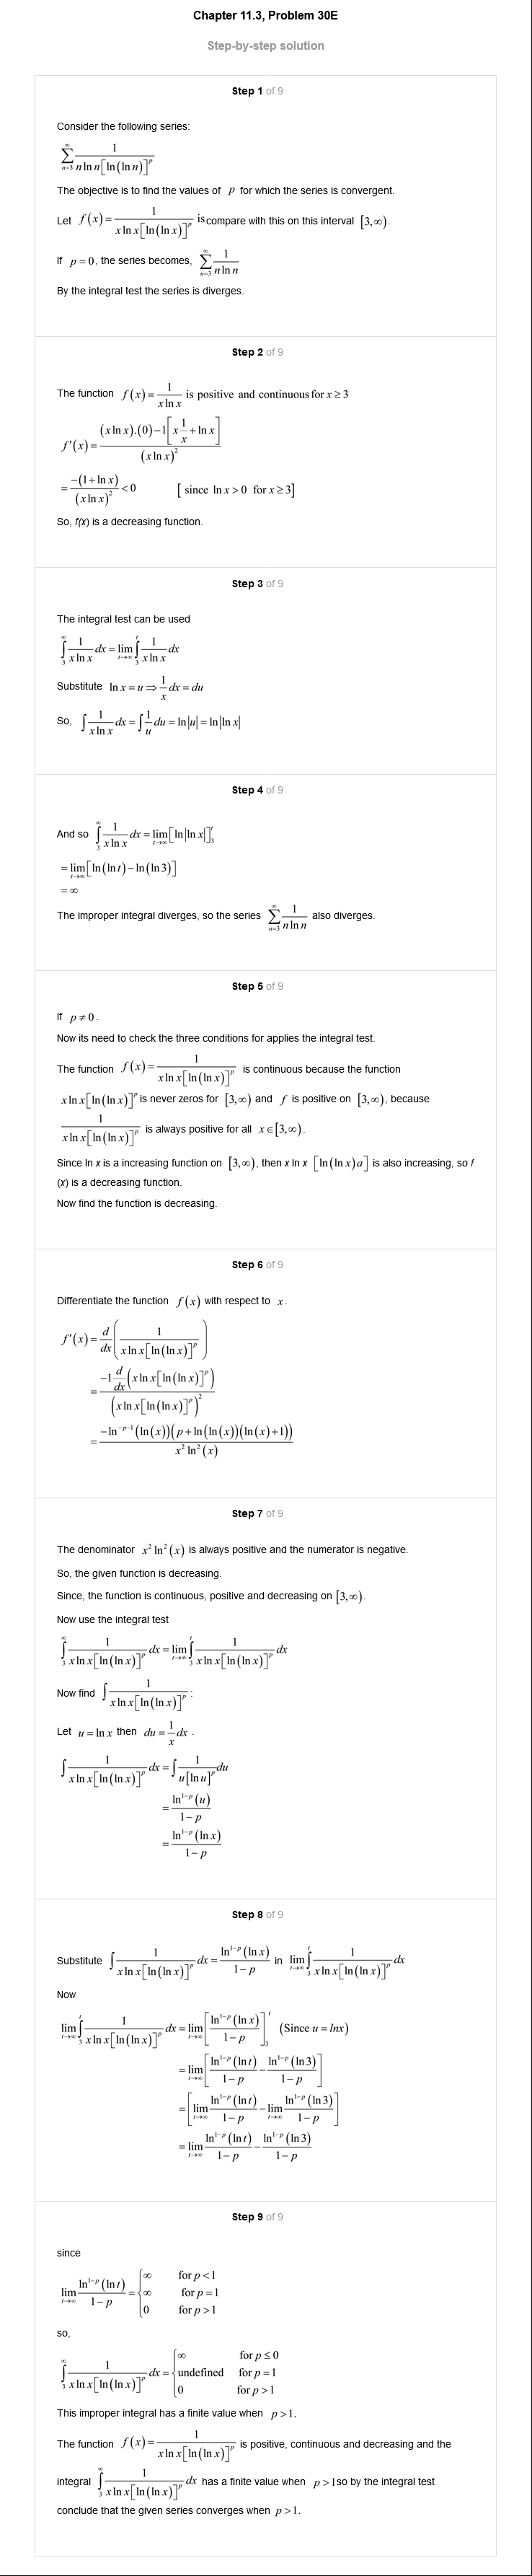 Chapter 11.3, Problem 30E
Step-by-step solution
Step 1 of 9
Consider the following series:
$\sum_{n=3}^{\infty} \frac{1}{n \ln n [\ln(\ln n)]^p}$
The objective is to find the values of $p$ for which the series is convergent.
Let $f(x) = \frac{1}{x \ln x [\ln(\ln x)]^p}$ is compare with this on this interval $[3, \infty)$.
If $p = 0$, the series becomes, $\sum_{n=3}^{\infty} \frac{1}{n \ln n}$
By the integral test the series is diverges.
Step 2 of 9
The function $f(x) = \frac{1}{x \ln x}$ is positive and continuous for $x \geq 3$
$f'(x) = \frac{(x \ln x).(0) - 1\left[x \frac{1}{x} + \ln x\right]}{(x \ln x)^2}$
$= \frac{-(1 + \ln x)}{(x \ln x)^2} < 0$ [ since $\ln x > 0$ for $x \geq 3$]
So, f(x) is a decreasing function.
Step 3 of 9
The integral test can be used
$\int_3^{\infty} \frac{1}{x \ln x} dx = \lim_{t \to \infty} \int_3^t \frac{1}{x \ln x} dx$
Substitute $\ln x = u \Rightarrow \frac{1}{x} dx = du$
So, $\int \frac{1}{x \ln x} dx = \int \frac{1}{u} du = \ln|u| = \ln|\ln x|$
Step 4 of 9
And so $\int_3^{\infty} \frac{1}{x \ln x} dx = \lim_{t \to \infty} [\ln|\ln x|]_3^t$
$= \lim_{t \to \infty} [\ln(\ln t) - \ln(\ln 3)]$
$= \infty$
The improper integral diverges, so the series $\sum_{n=3}^{\infty} \frac{1}{n \ln n}$ also diverges.
Step 5 of 9
If $p \neq 0$.
Now its need to check the three conditions for applies the integral test.
The function $f(x) = \frac{1}{x \ln x [\ln(\ln x)]^p}$ is continuous because the function
$x \ln x [\ln(\ln x)]^p$ is never zeros for $[3, \infty)$ and $f$ is positive on $[3, \infty)$, because
$\frac{1}{x \ln x [\ln(\ln x)]^p}$ is always positive for all $x \in [3, \infty)$.
Since ln x is a increasing function on $[3, \infty)$, then x ln x $[\ln(\ln x) a]$ is also increasing, so f
(x) is a decreasing function.
Now find the function is decreasing.
Step 6 of 9
Differentiate the function $f(x)$ with respect to $x$.
$f'(x) = \frac{d}{dx}\left(\frac{1}{x \ln x [\ln(\ln x)]^p}\right)$
$= \frac{-1 \frac{d}{dx}\left(x \ln x [\ln(\ln x)]^p\right)}{\left(x \ln x [\ln(\ln x)]^p\right)^2}$
$= \frac{-\ln^{-p-1}(\ln(x))(p + \ln(\ln(x))(\ln(x) + 1))}{x^2 \ln^2(x)}$
Step 7 of 9
The denominator $x^2 \ln^2(x)$ is always positive and the numerator is negative.
So, the given function is decreasing.
Since, the function is continuous, positive and decreasing on $[3, \infty)$.
Now use the integral test
$\int_3^{\infty} \frac{1}{x \ln x [\ln(\ln x)]^p} dx = \lim_{t \to \infty} \int_3^t \frac{1}{x \ln x [\ln(\ln x)]^p} dx$
Now find $\int \frac{1}{x \ln x [\ln(\ln x)]^p}$:
Let $u = \ln x$ then $du = \frac{1}{x} dx$.
$\int \frac{1}{x \ln x [\ln(\ln x)]^p} dx = \int \frac{1}{u [\ln u]^p} du$
$= \frac{\ln^{1-p}(u)}{1-p}$
$= \frac{\ln^{1-p}(\ln x)}{1-p}$
Step 8 of 9
Substitute $\int \frac{1}{x \ln x [\ln(\ln x)]^p} dx = \frac{\ln^{1-p}(\ln x)}{1-p}$ in $\lim_{t \to \infty} \int_3^t \frac{1}{x \ln x [\ln(\ln x)]^p} dx$
Now
$\lim_{t \to \infty} \int_3^t \frac{1}{x \ln x [\ln(\ln x)]^p} dx = \lim_{t \to \infty} \left[\frac{\ln^{1-p}(\ln x)}{1-p}\right]_3^t$ (Since $u = lnx$)
$= \lim_{t \to \infty} \left[\frac{\ln^{1-p}(\ln t)}{1-p} - \frac{\ln^{1-p}(\ln 3)}{1-p}\right]$
$= \left[\lim_{t \to \infty} \frac{\ln^{1-p}(\ln t)}{1-p} - \lim_{t \to \infty} \frac{\ln^{1-p}(\ln 3)}{1-p}\right]$
$= \lim_{t \to \infty} \frac{\ln^{1-p}(\ln t)}{1-p} - \frac{\ln^{1-p}(\ln 3)}{1-p}$
Step 9 of 9
since
$\lim_{t \to \infty} \frac{\ln^{1-p}(\ln t)}{1-p} = \begin{cases} \infty & \text{for } p < 1 \\ \infty & \text{for } p = 1 \\ 0 & \text{for } p > 1 \end{cases}$
so,
$\int_3^{\infty} \frac{1}{x \ln x [\ln(\ln x)]^p} dx = \begin{cases} \infty & \text{for } p \leq 0 \\ \text{undefined} & \text{for } p = 1 \\ 0 & \text{for } p > 1 \end{cases}$
This improper integral has a finite value when $p > 1$.
The function $f(x) = \frac{1}{x \ln x [\ln(\ln x)]^p}$ is positive, continuous and decreasing and the
integral $\int_3^{\infty} \frac{1}{x \ln x [\ln(\ln x)]^p} dx$ has a finite value when $p > 1$ so by the integral test
conclude that the given series converges when $p > 1$.